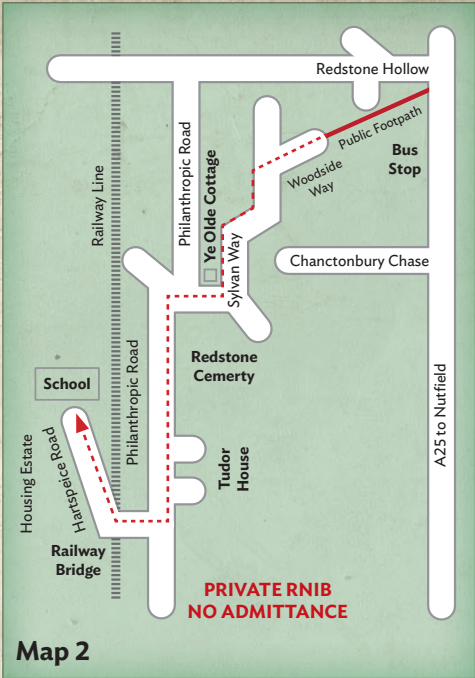 Redstone Hollow
Public Footpath
Bus
Stop
Woodside
Way
Philanthropic Road
Ye Olde Cottage
Railway Line
Sylvan Way
Chanctonbury Chase
Redstone
Cemerty
Philanthropic Road
School
A25 to Nutfield
Housing Estate
Hartspeice Road
Tudor
House
Railway
Bridge
PRIVATE RNIB
NO ADMITTANCE
Map 2